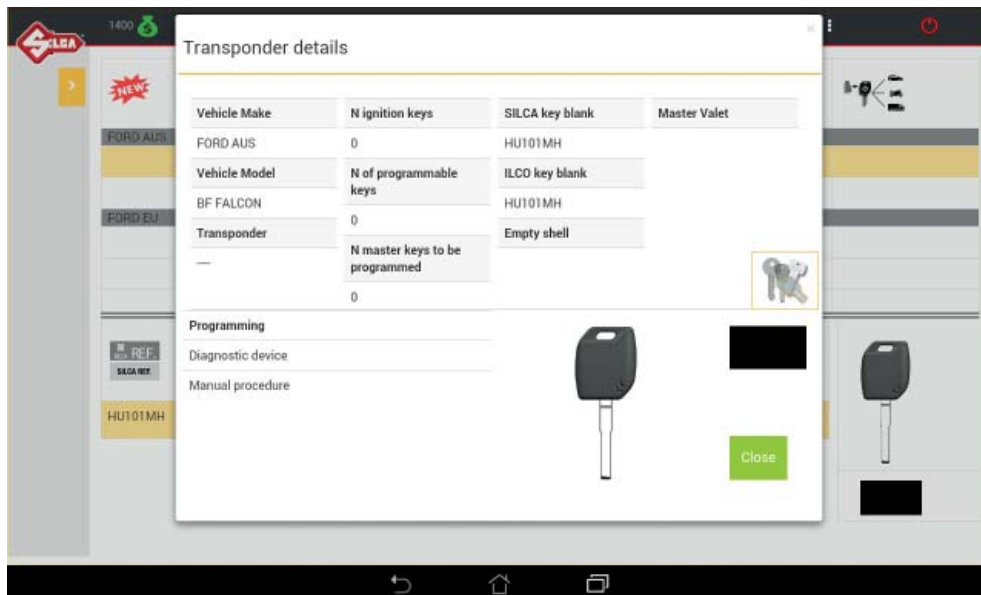 1400
SILCA
Transponder details
×
NEW
Vehicle Make
N ignition keys
SILCA key blank
Master Valet
FORD AUS
FORD AUS
0
HU101MH
Vehicle Model
N of programmable
keys
ILCO key blank
BF FALCON
0
HU101MH
FORD EU
Transponder
N master keys to be
programmed
Empty shell
—
0
Programming
Diagnostic device
Manual procedure
REF.
SILCA REF.
HU101MH
Close